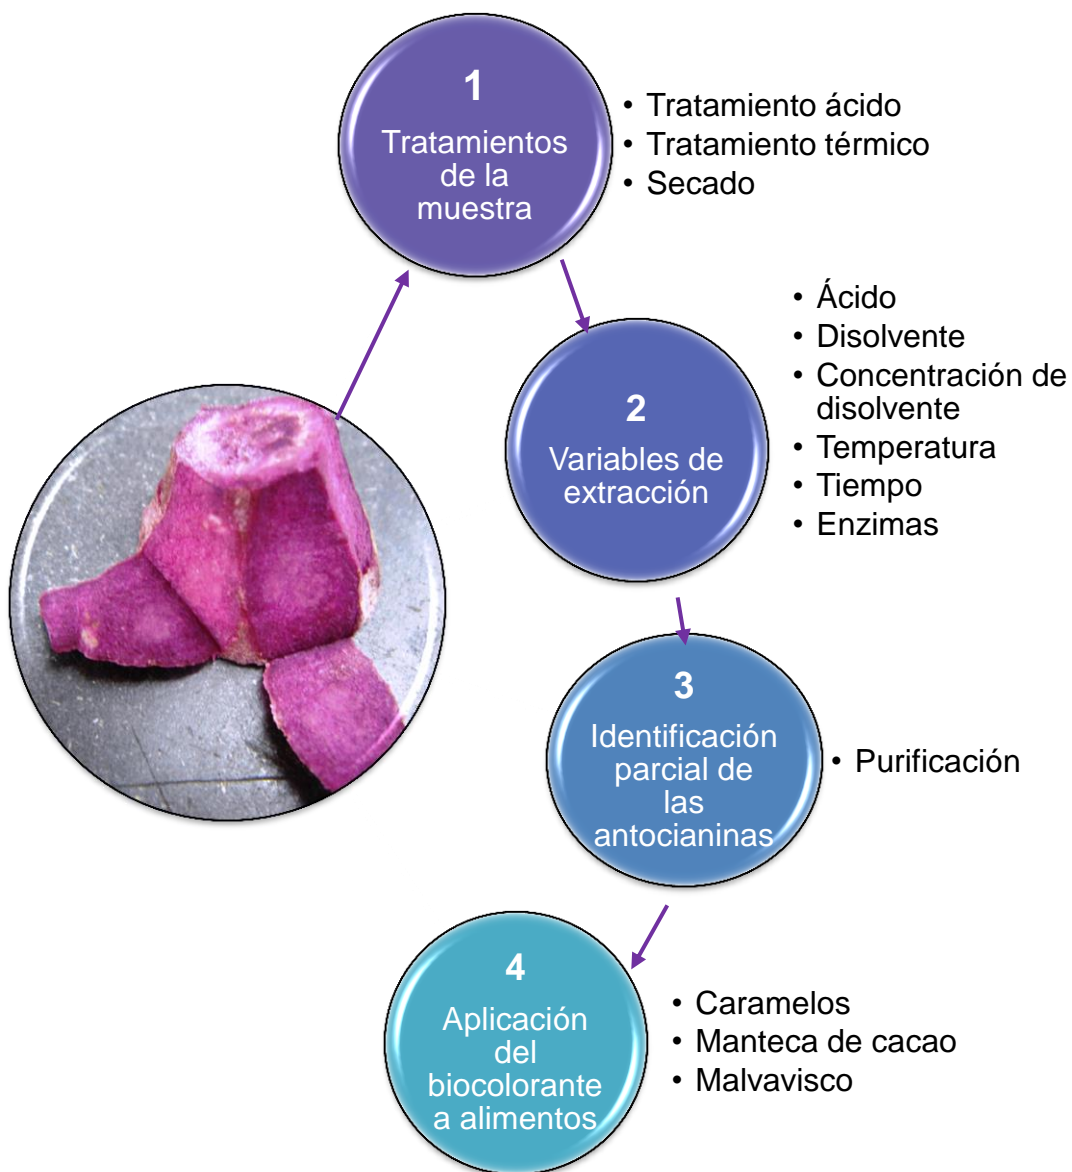 1
Tratamientos
de la
muestra
• Tratamiento ácido
• Tratamiento térmico
• Secado
2
Variables de
extracción
• Ácido
• Disolvente
• Concentración de
disolvente
• Temperatura
• Tiempo
• Enzimas
3
Identificación
parcial de
las
antocianinas
• Purificación
4
Aplicación
del
biocolorante
a alimentos
• Caramelos
• Manteca de cacao
• Malvavisco